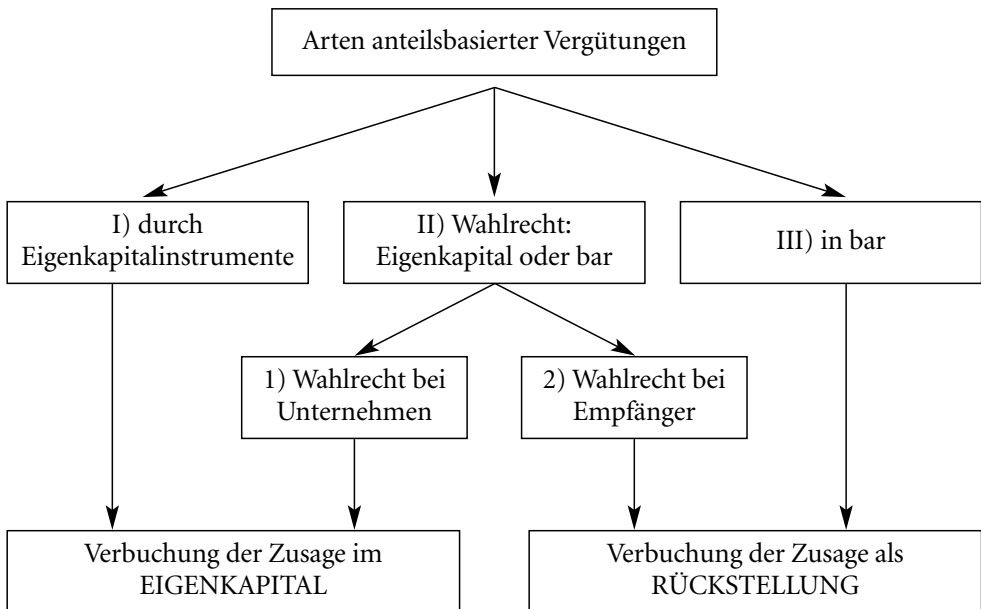 Arten anteilsbasierter Vergütungen
I) durch
Eigenkapitalinstrumente
II) Wahlrecht:
Eigenkapital oder bar
III) in bar
1) Wahlrecht bei
Unternehmen
2) Wahlrecht bei
Empfänger
Verbuchung der Zusage im
EIGENKAPITAL
Verbuchung der Zusage als
RÜCKSTELLUNG